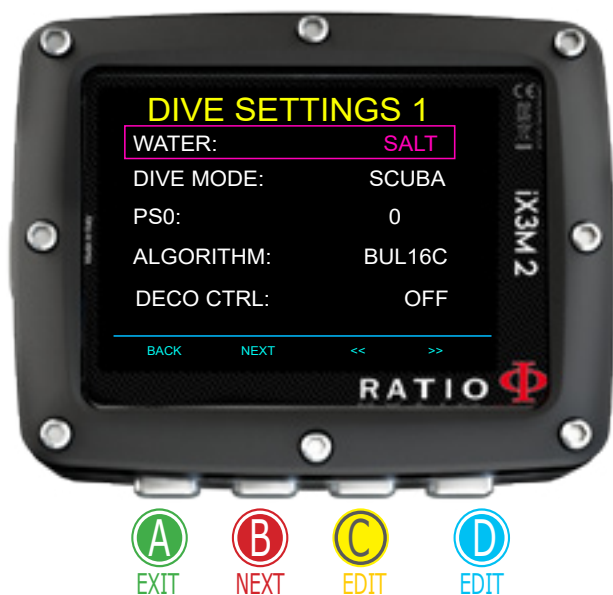 DIVE SETTINGS 1
WATER: SALT
DIVE MODE: SCUBA
PS0: 0
ALGORITHM: BUL16C
DECO CTRL: OFF
BACK NEXT << >>
iX3M 2
RATIO
A B C D
EXIT NEXT EDIT EDIT